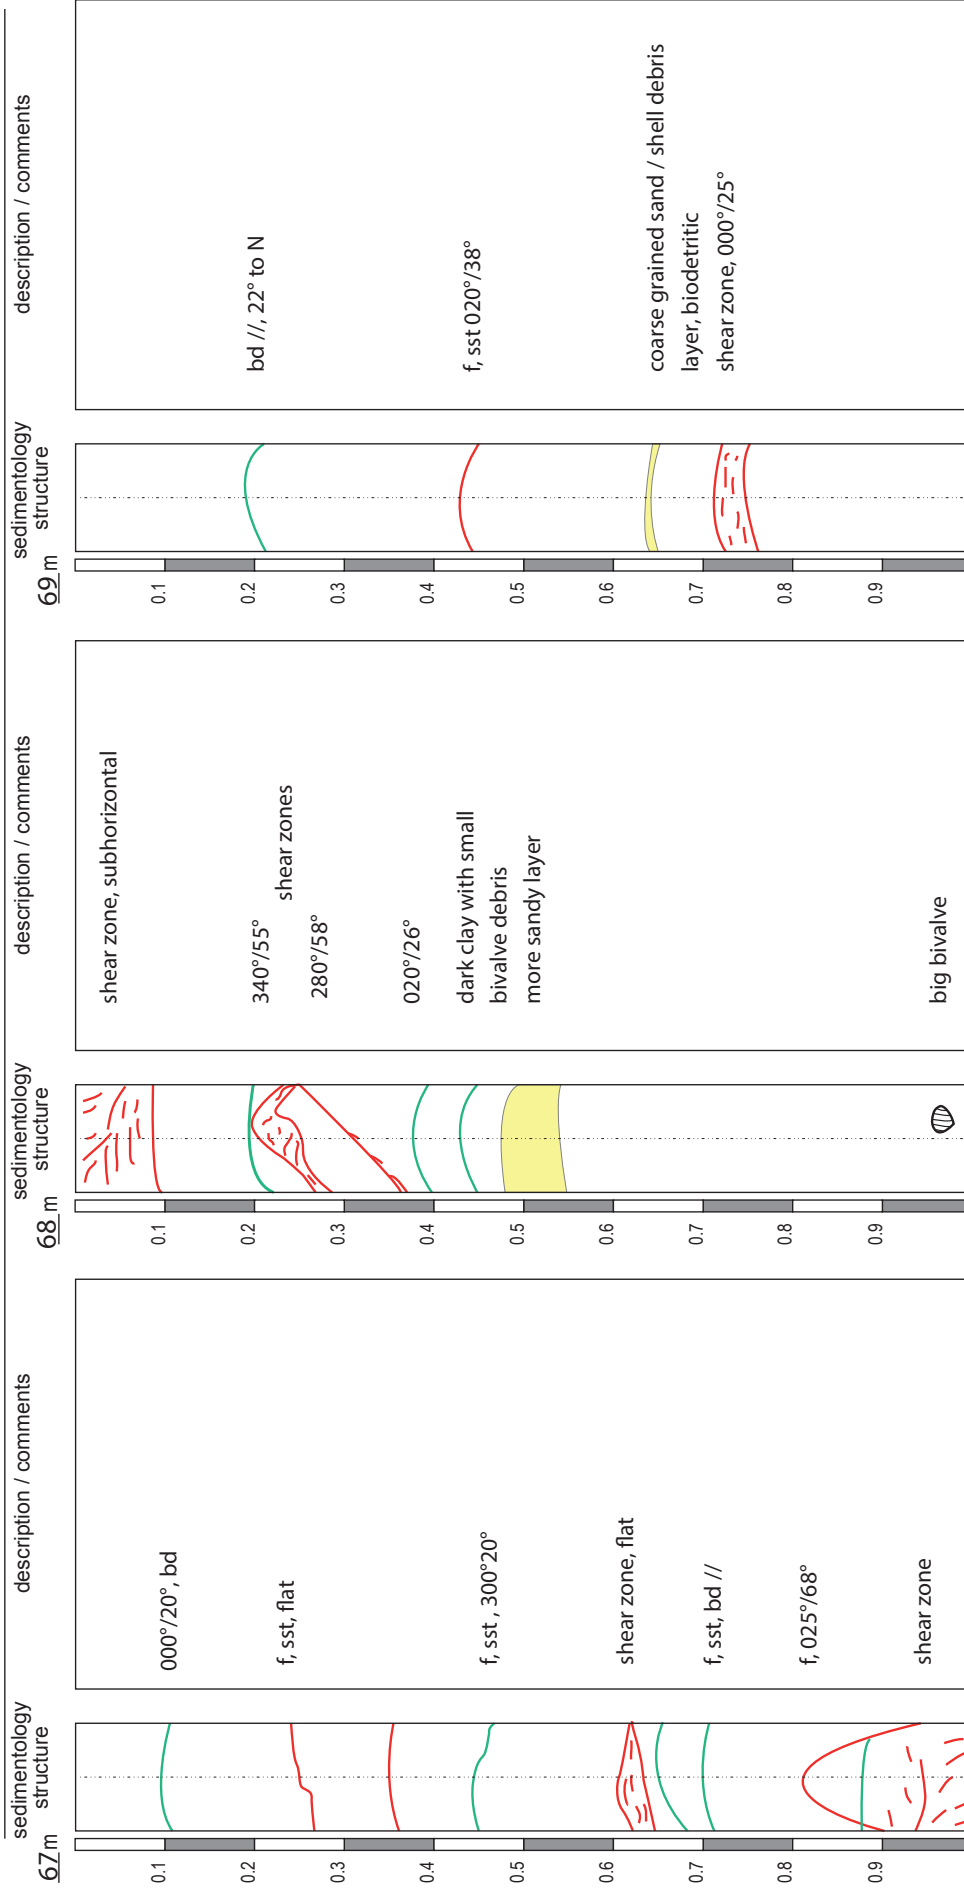 67 m
sedimentology
structure
description / comments
0.1
0.2
0.3
0.4
0.5
0.6
0.7
0.8
0.9
000°/20°, bd
f, sst, flat
f, sst , 300°20°
shear zone, flat
f, sst, bd //
f, 025°/68°
shear zone
68 m
sedimentology
structure
description / comments
0.1
0.2
0.3
0.4
0.5
0.6
0.7
0.8
0.9
shear zone, subhorizontal
340°/55°
shear zones
280°/58°
020°/26°
dark clay with small
bivalve debris
more sandy layer
big bivalve
69 m
sedimentology
structure
description / comments
0.1
0.2
0.3
0.4
0.5
0.6
0.7
0.8
0.9
bd //, 22° to N
f, sst 020°/38°
coarse grained sand / shell debris
layer, biodetritic
shear zone, 000°/25°